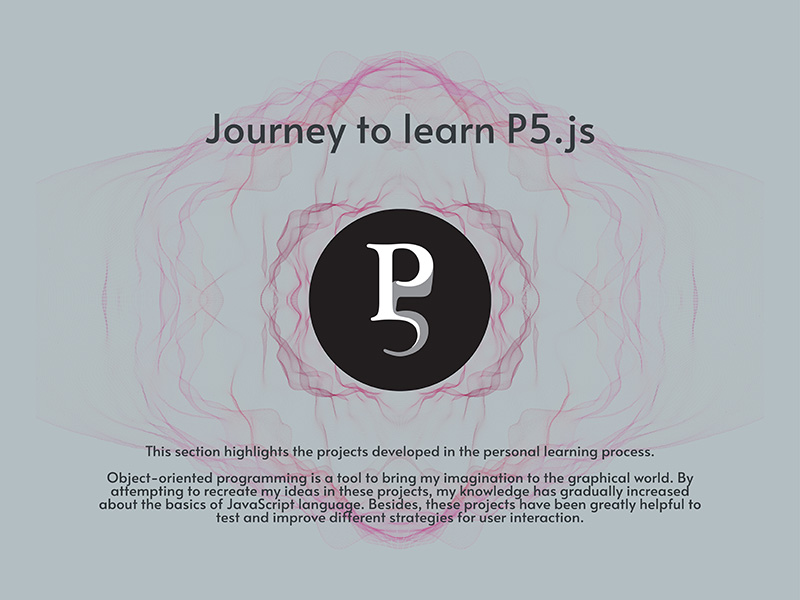 Journey to learn P5.js
P5
This section highlights the projects developed in the personal learning process.
Object-oriented programming is a tool to bring my imagination to the graphical world. By
attempting to recreate my ideas in these projects, my knowledge has gradually increased
about the basics of JavaScript language. Besides, these projects have been greatly helpful to
test and improve different strategies for user interaction.